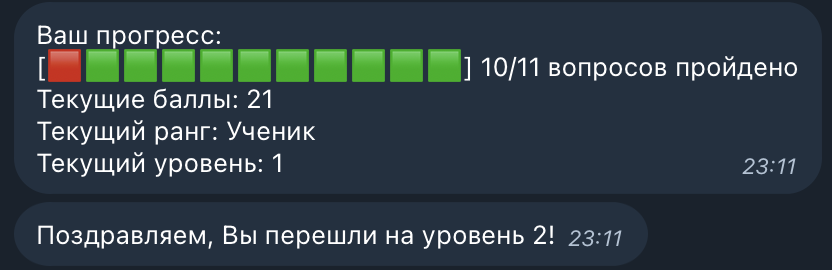 Ваш прогресс:
[🟥🟩🟩🟩🟩🟩🟩🟩🟩🟩🟩] 10/11 вопросов пройдено
Текущие баллы: 21
Текущий ранг: Ученик
Текущий уровень: 1
23:11
Поздравляем, Вы перешли на уровень 2! 23:11